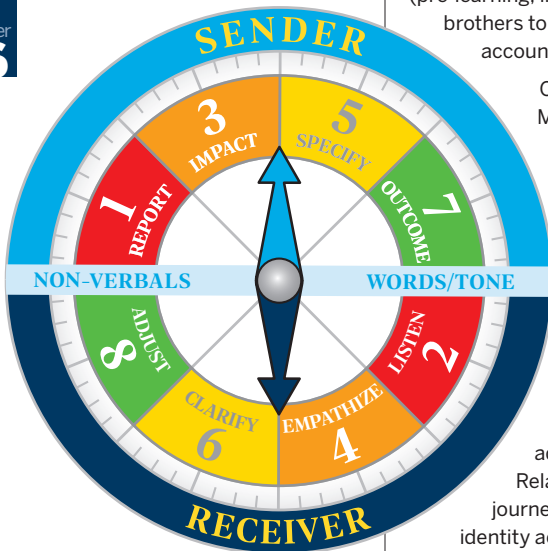 SENDER
1
REPORT
3
IMPACT
5
SPECIFY
7
OUTCOME
NON-VERBALS
WORDS/TONE
2
LISTEN
4
EMPATHIZE
6
CLARIFY
8
ADJUST
RECEIVER
brothers to
accoun
Rela
journe
identity ac